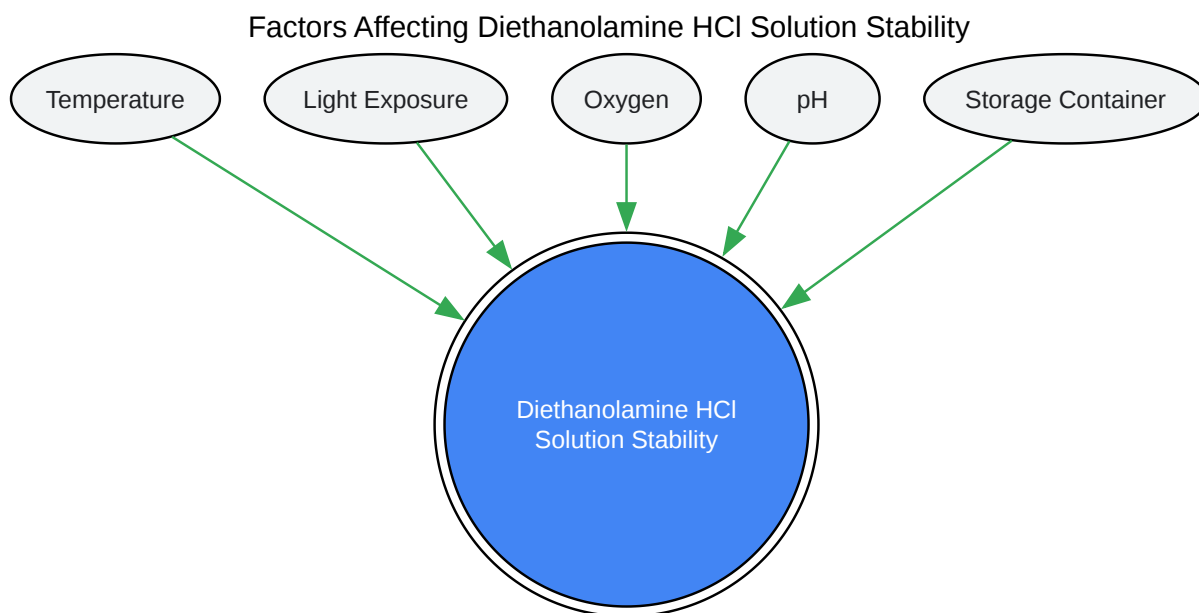 Factors Affecting Diethanolamine HCl Solution Stability
Temperature
Light Exposure
Oxygen
pH
Storage Container
Diethanolamine HCl
Solution Stability